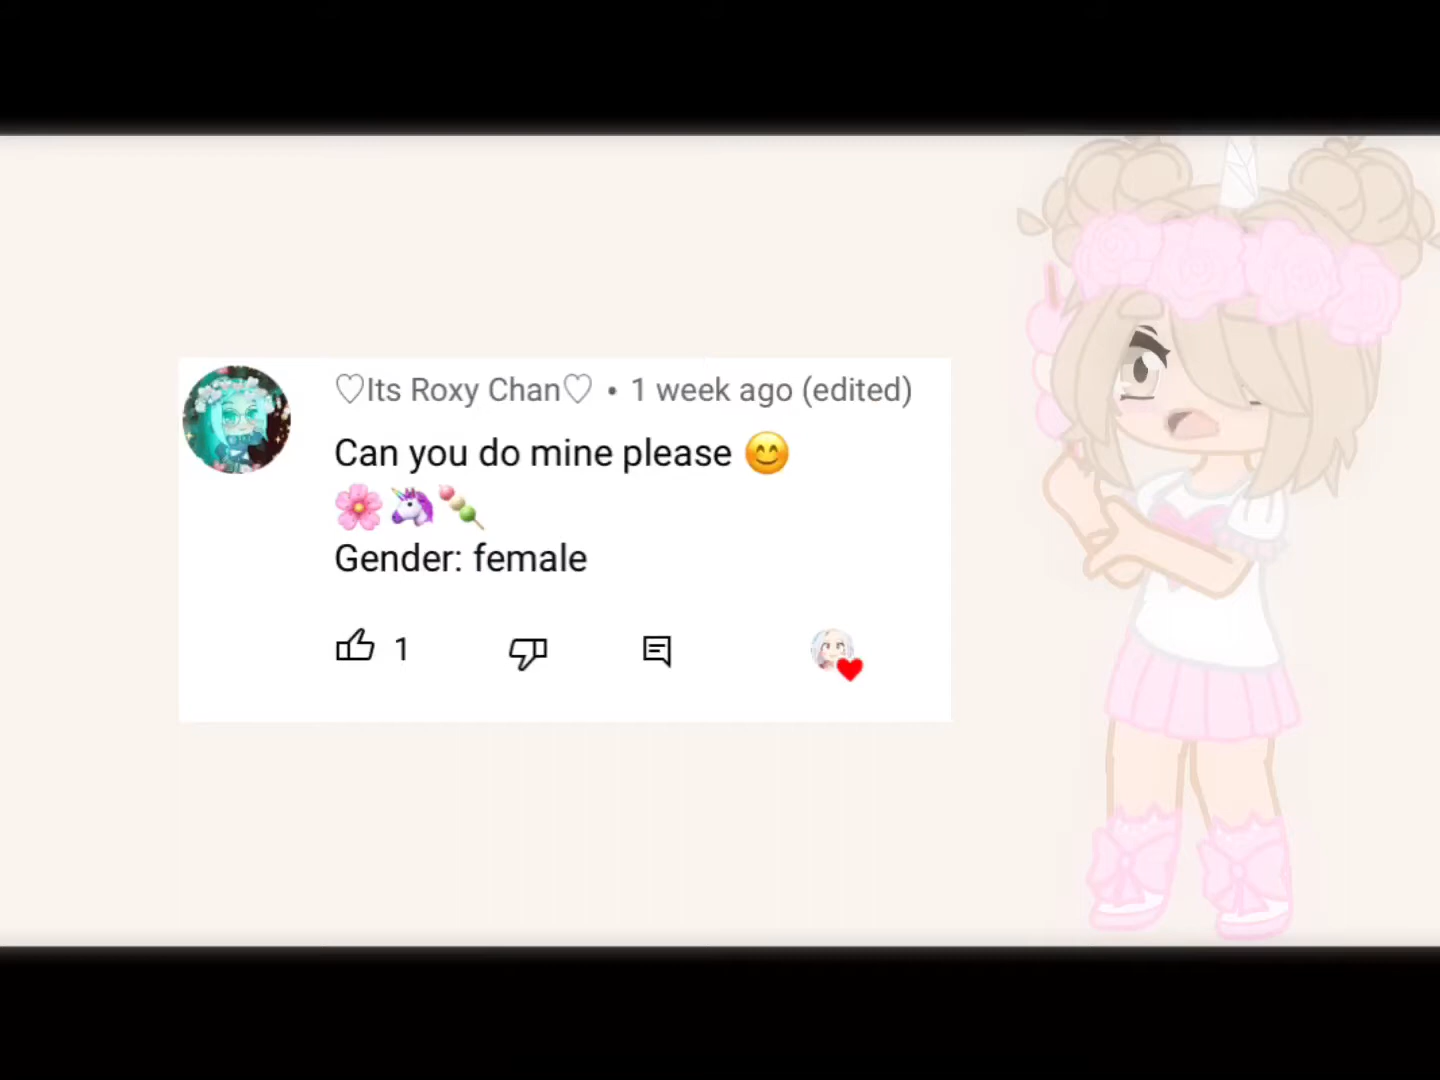 ♡Its Roxy Chan♡ • 1 week ago (edited)
Can you do mine please 😊
🌸🦄🍡
Gender: female
1